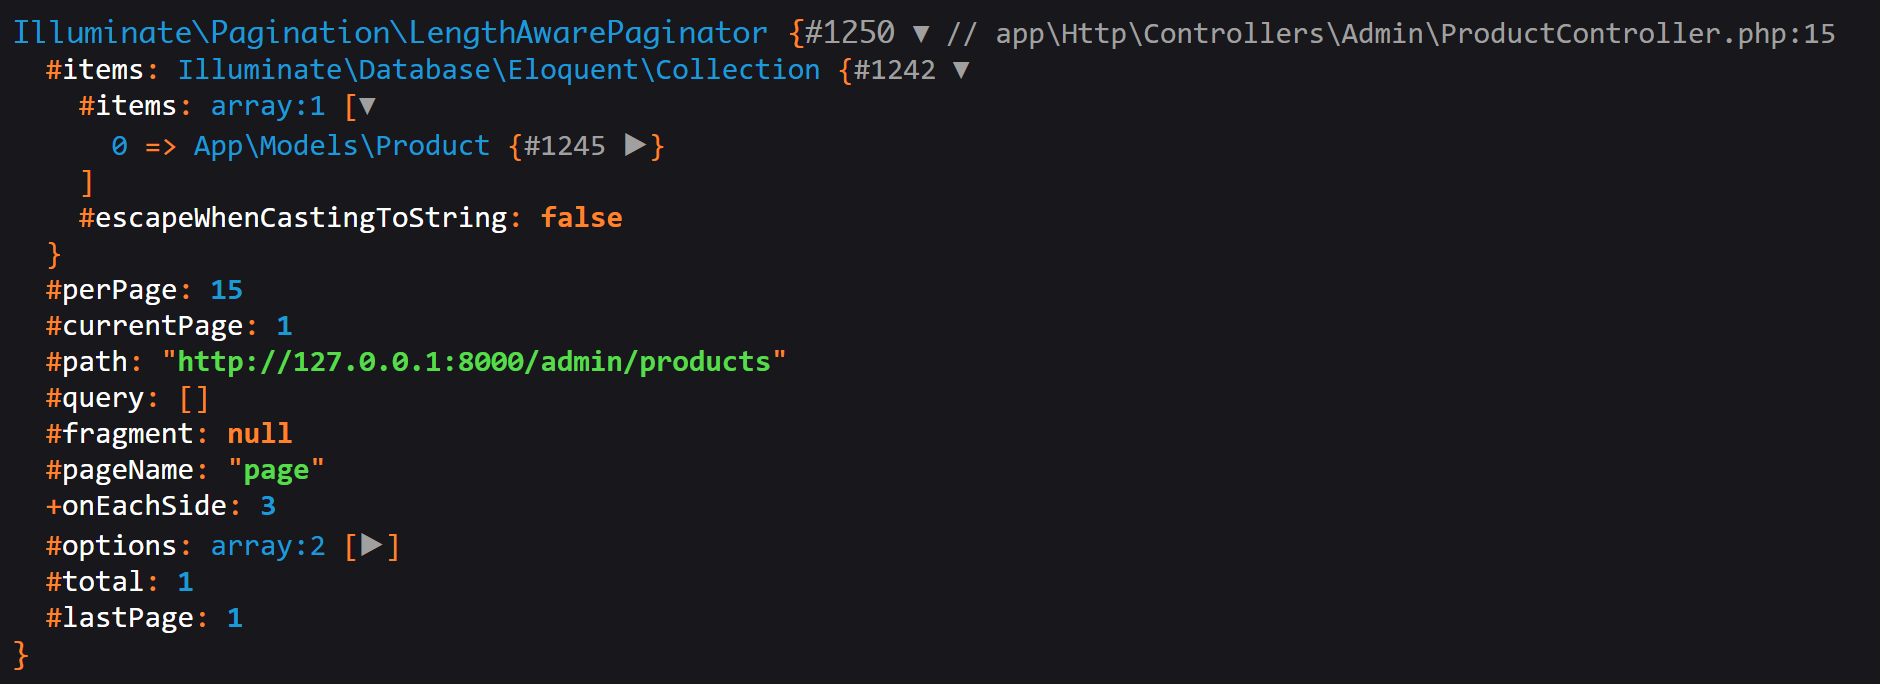 Illuminate\Pagination\LengthAwarePaginator {#1250 ▼ // app\Http\Controllers\Admin\ProductController.php:15
  #items: Illuminate\Database\Eloquent\Collection {#1242 ▼
    #items: array:1 [▼
      0 => App\Models\Product {#1245 ▶}
    ]
    #escapeWhenCastingToString: false
  }
  #perPage: 15
  #currentPage: 1
  #path: "http://127.0.0.1:8000/admin/products"
  #query: []
  #fragment: null
  #pageName: "page"
  +onEachSide: 3
  #options: array:2 [▶]
  #total: 1
  #lastPage: 1
}